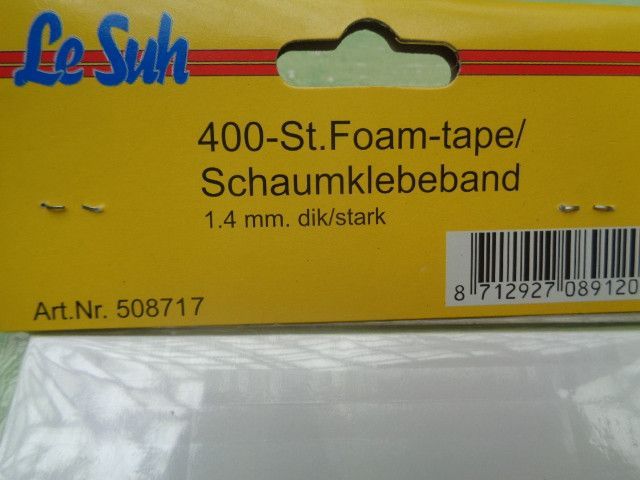 Le Suh
400-St.Foam-tape/
Schaumklebeband
1.4 mm. dik/stark
Art.Nr. 508717
8 712927 089120